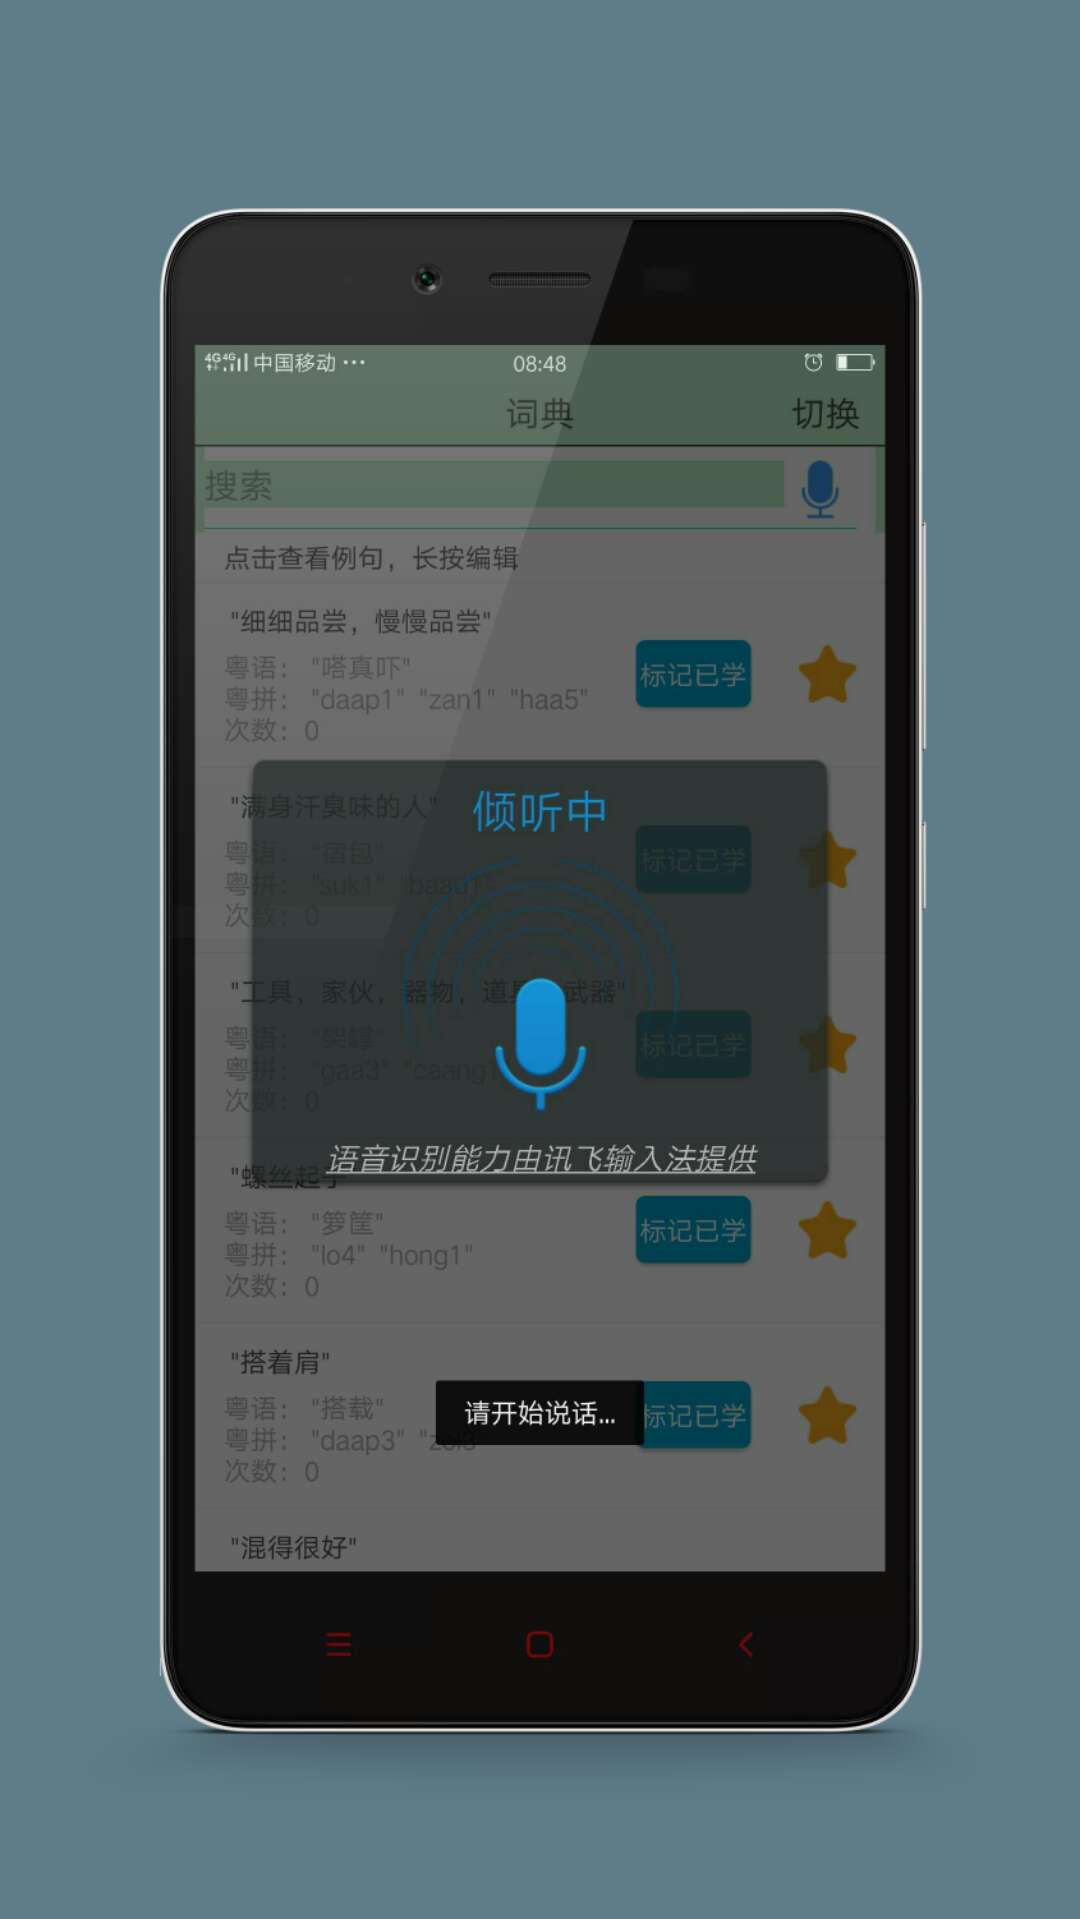 4G 4G 中国移动 ··· 08:48
词典 切换
搜索
点击查看例句，长按编辑
"细细品尝，慢慢品尝"
粤语： "嗒真吓"
粤拼： "daap1" "zan1" "haa5"
次数：0
标记已学
"满身汗臭味的人"
粤语： "宿包"
粤拼： "suk1" "baau1"
次数：0
标记已学
倾听中
"工具，家伙，器物，道具，武器"
粤语： "架罉"
粤拼： "gaa3" "caang1
次数：0
标记已学
语音识别能力由讯飞输入法提供
"螺丝起子"
粤语： "箩筐"
粤拼： "lo4" "hong1"
次数：0
标记已学
"搭着肩"
粤语： "搭载"
粤拼： "daap3" "zoi3
次数：0
标记已学
请开始说话...
"混得很好"